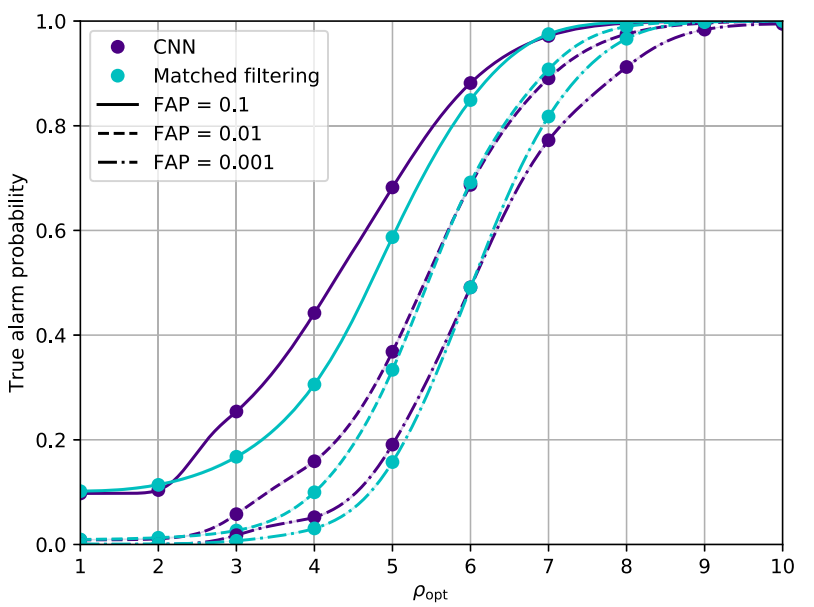 1.0
0.8
0.6
0.4
0.2
0.0
True alarm probability
CNN
Matched filtering
FAP = 0.1
FAP = 0.01
FAP = 0.001
1 2 3 4 5 6 7 8 9 10
ρopt